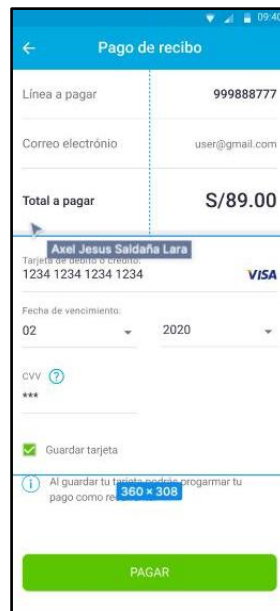 09:40
Pago de recibo
Línea a pagar 999888777
Correo electrónio user@gmail.com
Total a pagar S/89.00
Axel Jesus Saldaña Lara
Tarjeta de débito o crédito:
1234 1234 1234 1234 VISA
Fecha de vencimiento:
02 2020
CVV ?
***
Guardar tarjeta
i Al guardar tu tarjeta podrás progarmar tu
pago como
360 × 308
PAGAR